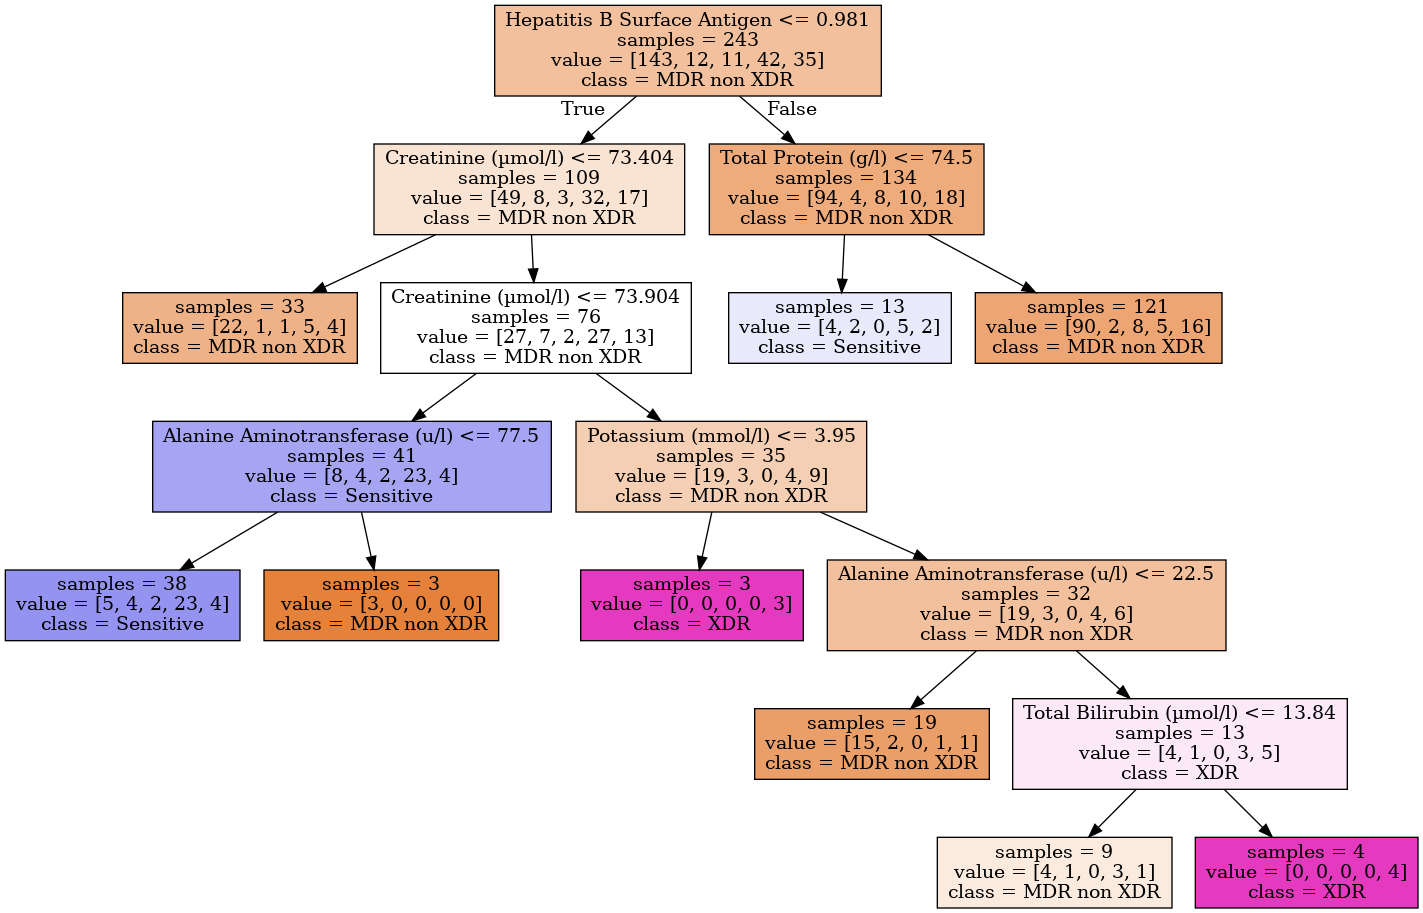 Hepatitis B Surface Antigen <= 0.981
samples = 243
value = [143, 12, 11, 42, 35]
class = MDR non XDR
True
False
Creatinine (µmol/l) <= 73.404
samples = 109
value = [49, 8, 3, 32, 17]
class = MDR non XDR
Total Protein (g/l) <= 74.5
samples = 134
value = [94, 4, 8, 10, 18]
class = MDR non XDR
samples = 33
value = [22, 1, 1, 5, 4]
class = MDR non XDR
Creatinine (µmol/l) <= 73.904
samples = 76
value = [27, 7, 2, 27, 13]
class = MDR non XDR
samples = 13
value = [4, 2, 0, 5, 2]
class = Sensitive
samples = 121
value = [90, 2, 8, 5, 16]
class = MDR non XDR
Alanine Aminotransferase (u/l) <= 77.5
samples = 41
value = [8, 4, 2, 23, 4]
class = Sensitive
Potassium (mmol/l) <= 3.95
samples = 35
value = [19, 3, 0, 4, 9]
class = MDR non XDR
samples = 38
value = [5, 4, 2, 23, 4]
class = Sensitive
samples = 3
value = [3, 0, 0, 0, 0]
class = MDR non XDR
samples = 3
value = [0, 0, 0, 0, 3]
class = XDR
Alanine Aminotransferase (u/l) <= 22.5
samples = 32
value = [19, 3, 0, 4, 6]
class = MDR non XDR
samples = 19
value = [15, 2, 0, 1, 1]
class = MDR non XDR
Total Bilirubin (µmol/l) <= 13.84
samples = 13
value = [4, 1, 0, 3, 5]
class = XDR
samples = 9
value = [4, 1, 0, 3, 1]
class = MDR non XDR
samples = 4
value = [0, 0, 0, 0, 4]
class = XDR